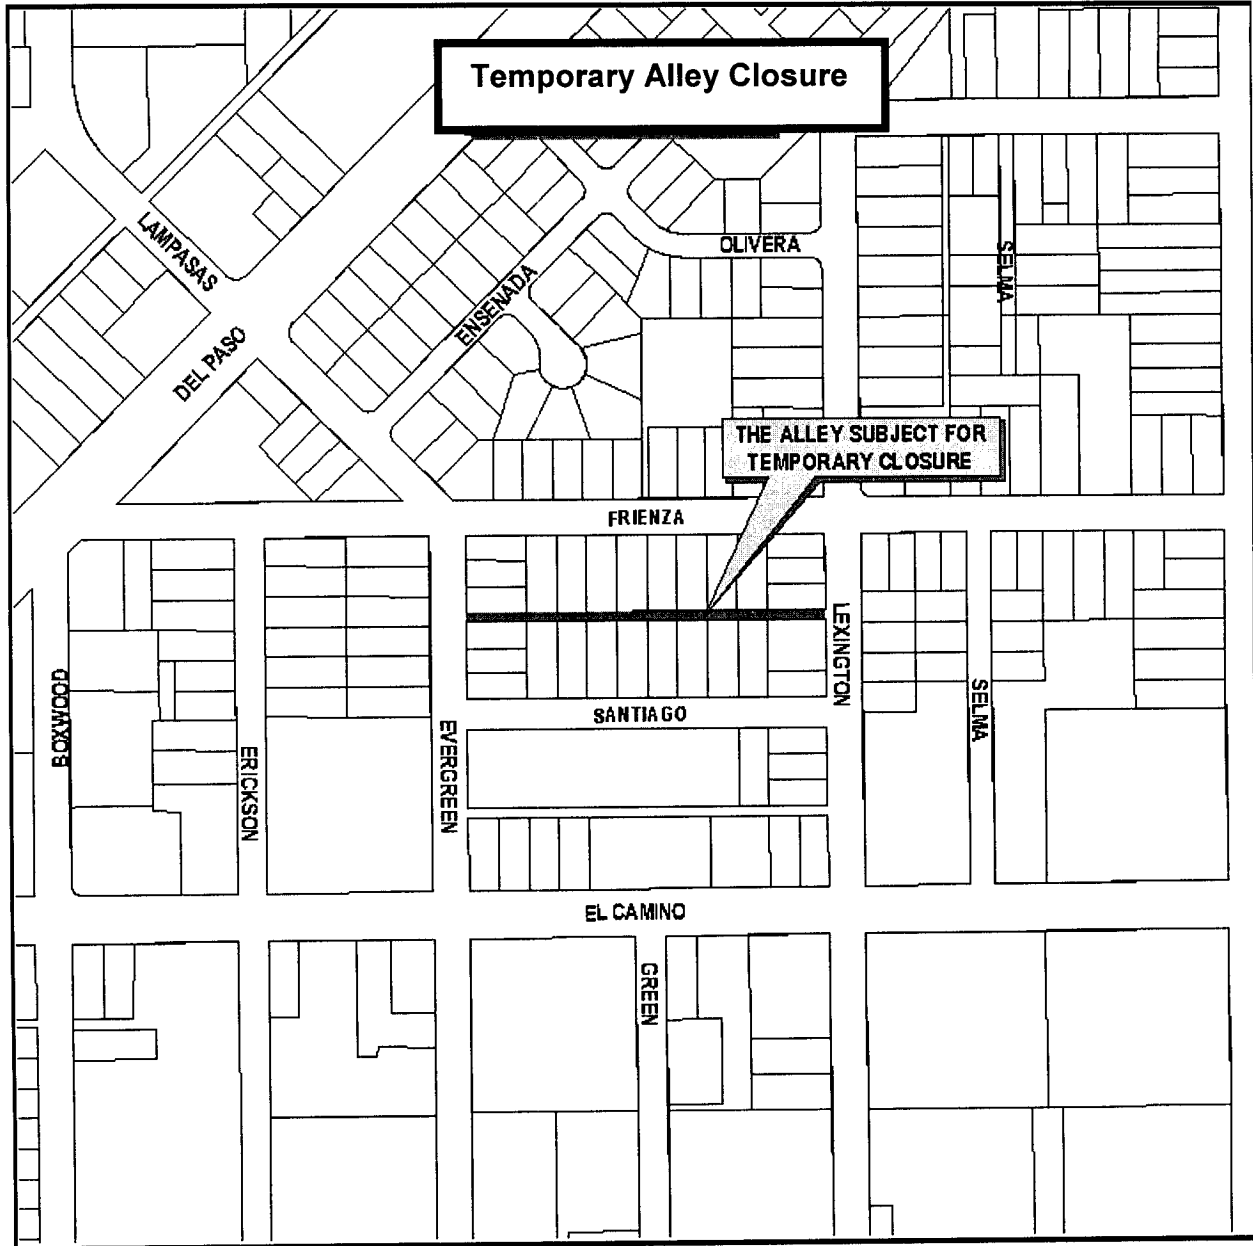 Temporary Alley Closure
LAMPASAS
OLIVERA
SELMA
ENSENADA
DEL PASO
THE ALLEY SUBJECT FOR
TEMPORARY CLOSURE
FRIENZA
LEXINGTON
BOXWOOD
SANTIAGO
SELMA
ERICKSON
EVERGREEN
EL CAMINO
GREEN